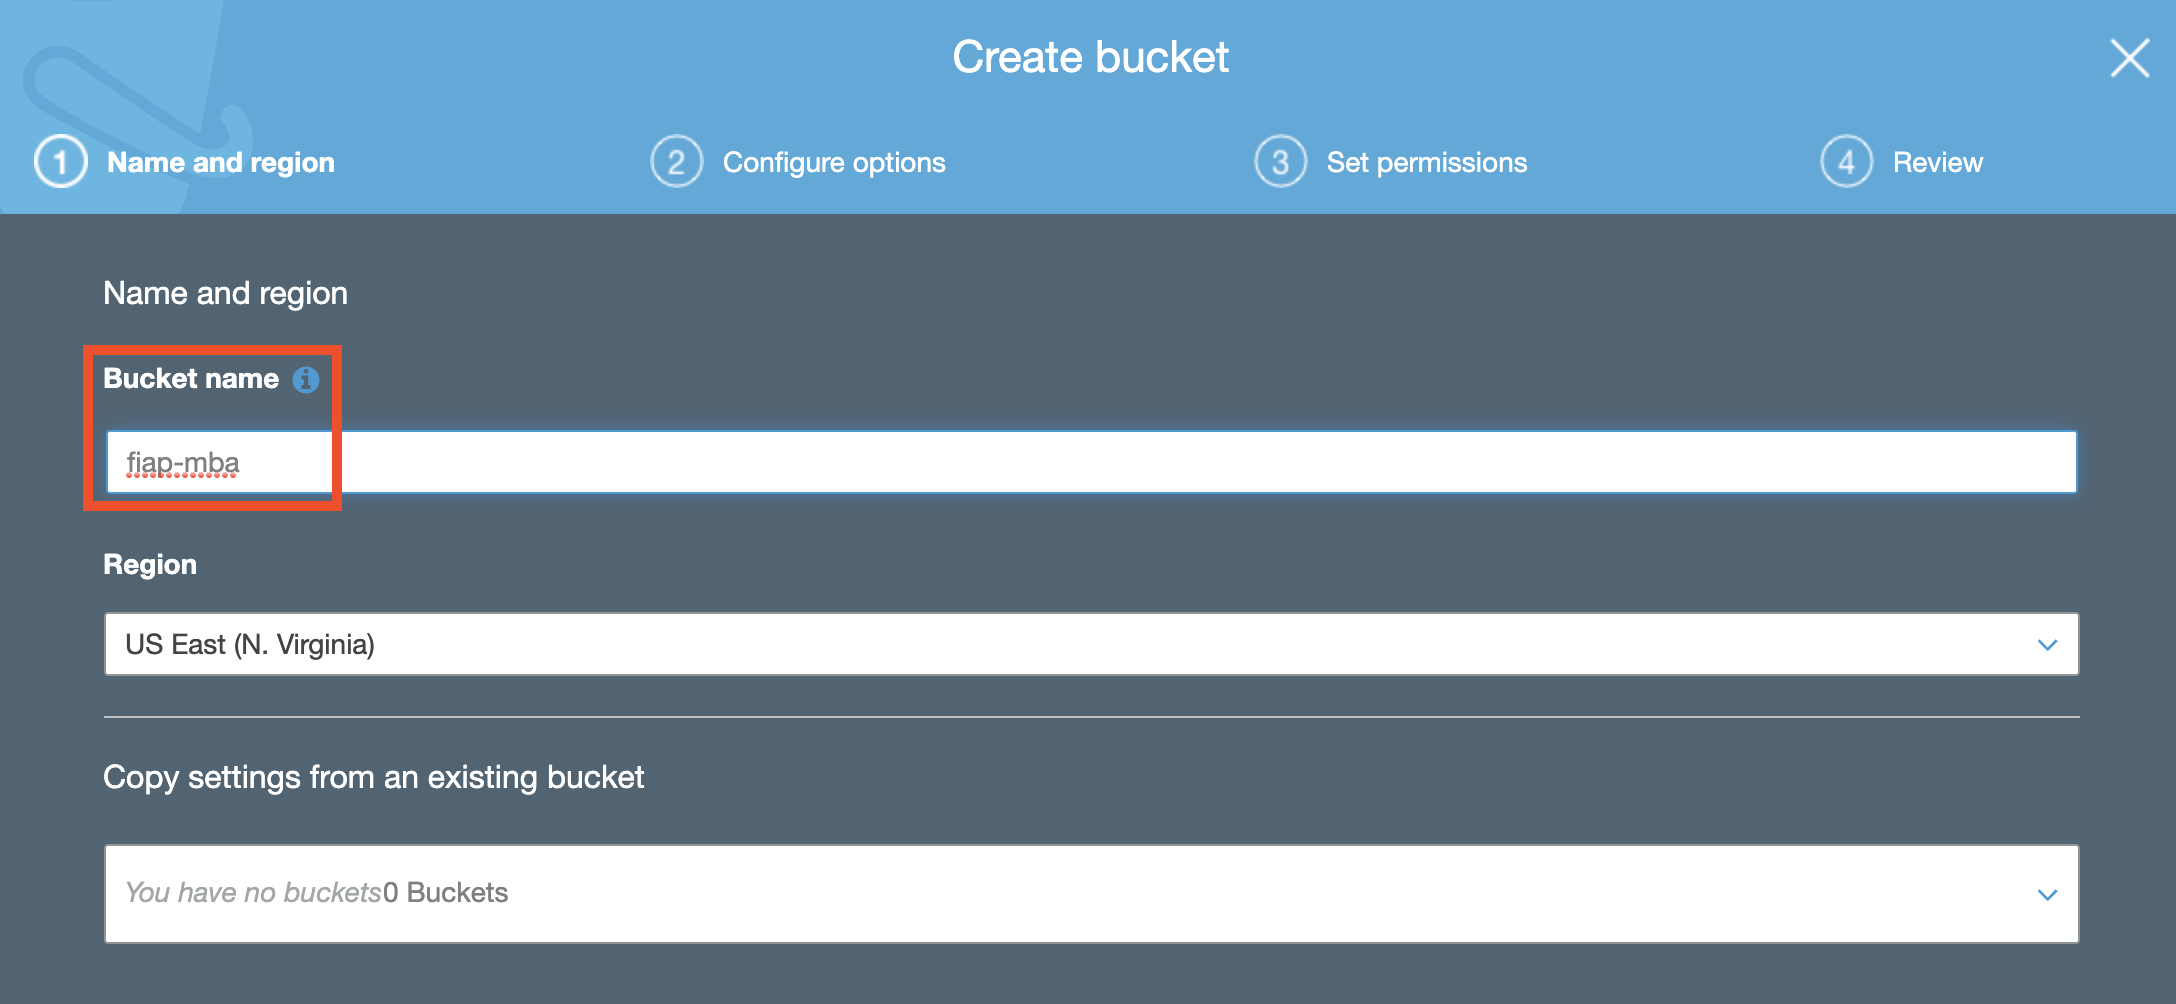 Create bucket
1 Name and region
2 Configure options
3 Set permissions
4 Review
Name and region
Bucket name
fiap-mba
Region
US East (N. Virginia)
Copy settings from an existing bucket
You have no buckets0 Buckets